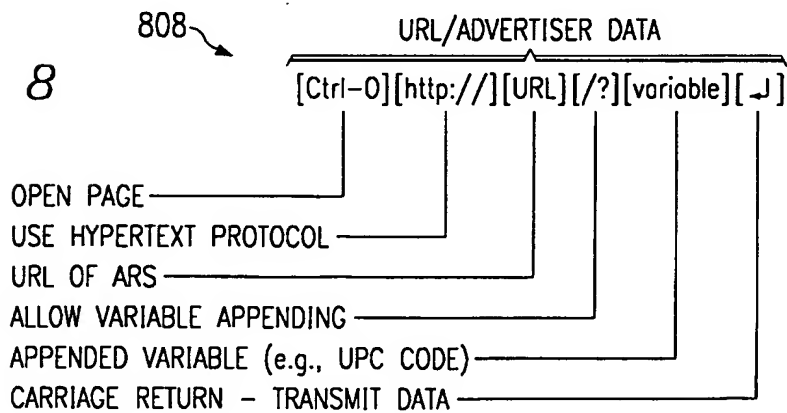 808
URL/ADVERTISER DATA
8
[Ctrl-O][http://][URL][/?][variable][↵]
OPEN PAGE
USE HYPERTEXT PROTOCOL
URL OF ARS
ALLOW VARIABLE APPENDING
APPENDED VARIABLE (e.g., UPC CODE)
CARRIAGE RETURN - TRANSMIT DATA